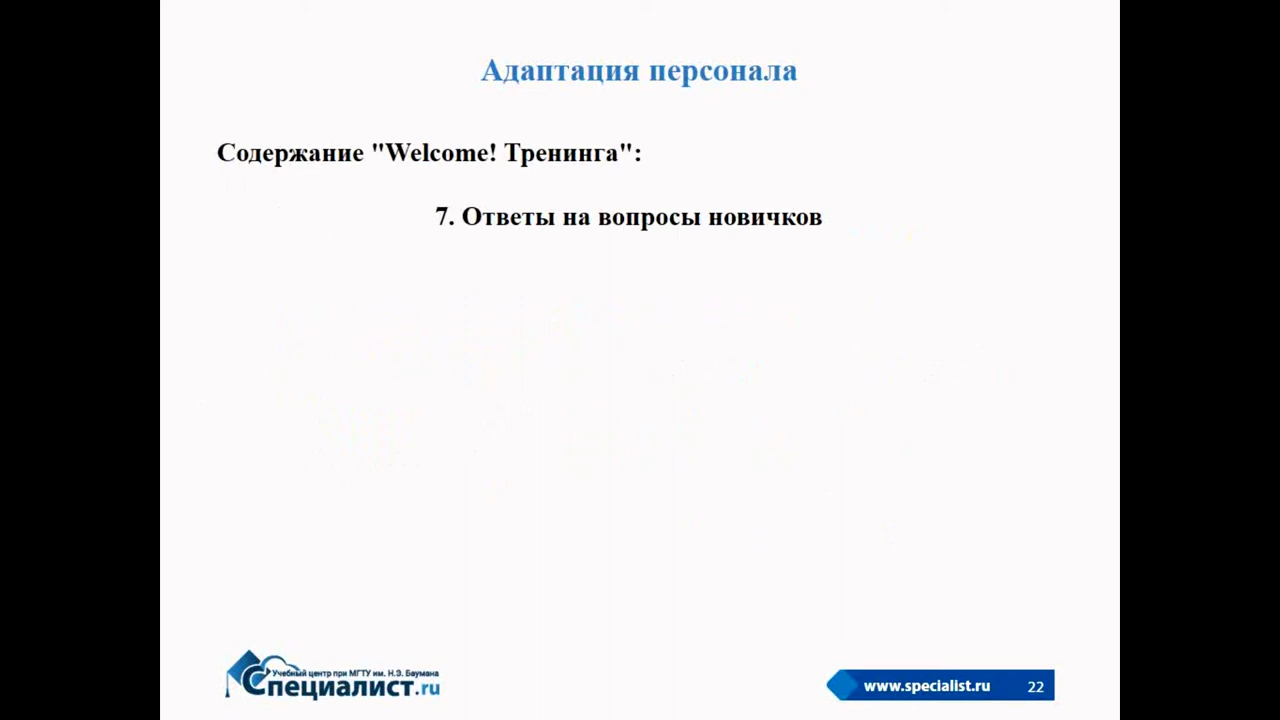 Адаптация персонала
Содержание "Welcome! Тренинга":
7. Ответы на вопросы новичков
Учебный центр при МГТУ им. Н.Э. Баумана
Специалист.ru
www.specialist.ru
22